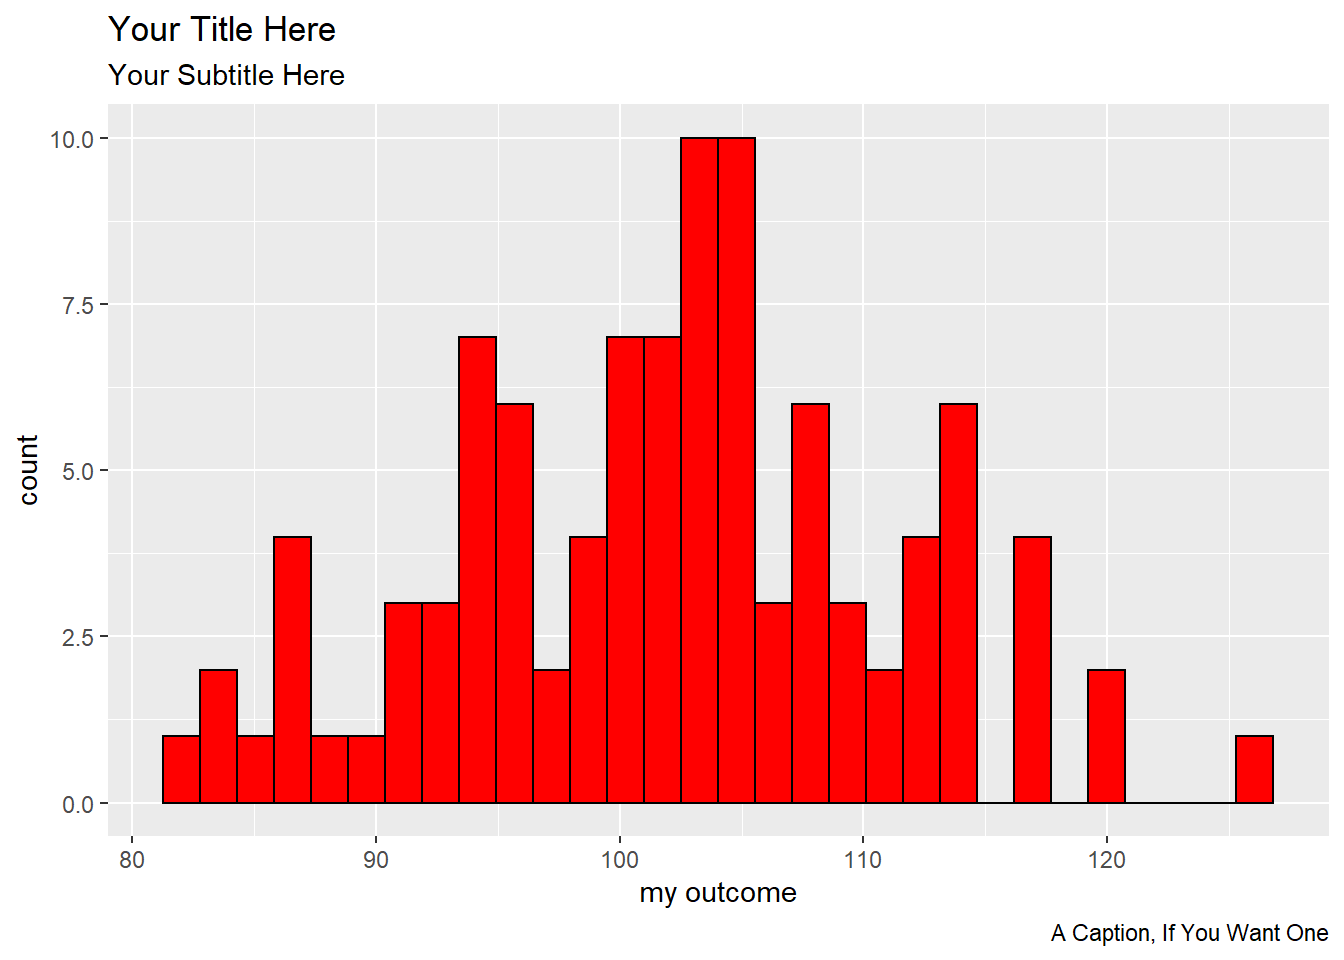 Your Title Here
Your Subtitle Here
10.0
7.5
5.0
2.5
0.0
count
80 90 100 110 120
my outcome
A Caption, If You Want One